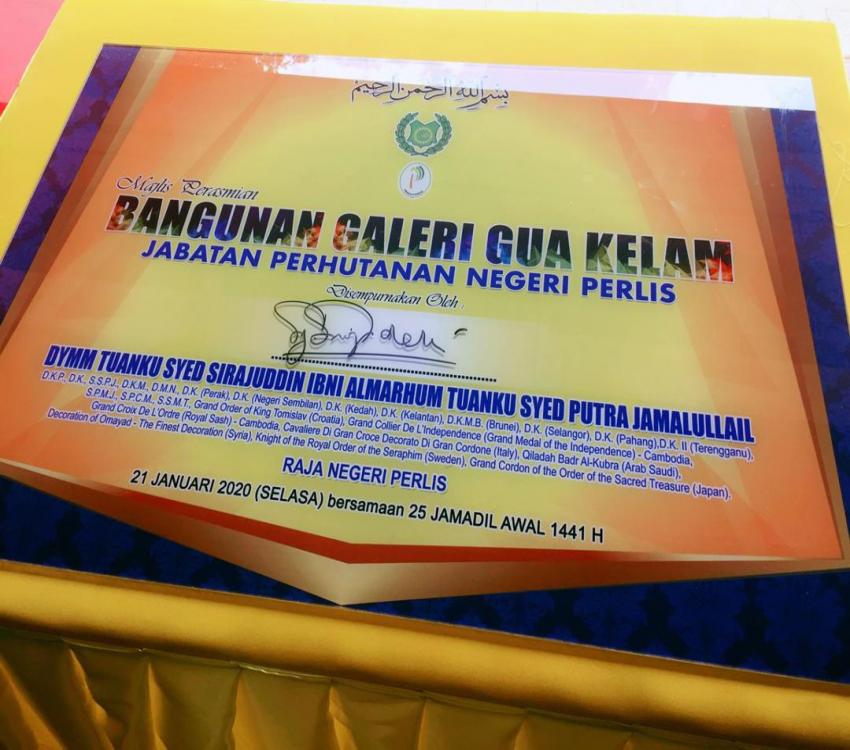 بسم الله الرحمن الرحيم
Majlis Perasmian
BANGUNAN GALERI GUA KELAM
JABATAN PERHUTANAN NEGERI PERLIS
Disempurnakan Oleh :
DYMM TUANKU SYED SIRAJUDDIN IBNI ALMARHUM TUANKU SYED PUTRA JAMALULLAIL
D.K.P., D.K., S.S.P.J., D.K.M., D.M.N., D.K. (Perak), D.K. (Negeri Sembilan), D.K. (Kedah), D.K. (Kelantan), D.K.M.B. (Brunei), D.K. (Selangor), D.K. (Pahang),D.K. II (Terengganu),
S.P.M.J., S.P.C.M., S.S.M.T., Grand Order of King Tomislav (Croatia), Grand Collier De L'Independence (Grand Medal of the Independence) - Cambodia,
Grand Croix De L'Ordre (Royal Sash) - Cambodia, Cavaliere Di Gran Croce Decorato Di Gran Cordone (Italy), Qiladah Badr Al-Kubra (Arab Saudi),
Decoration of Omayad - The Finest Decoration (Syria), Knight of the Royal Order of the Seraphim (Sweden), Grand Cordon of the Order of the Sacred Treasure (Japan).
RAJA NEGERI PERLIS
21 JANUARI 2020 (SELASA) bersamaan 25 JAMADIL AWAL 1441 H